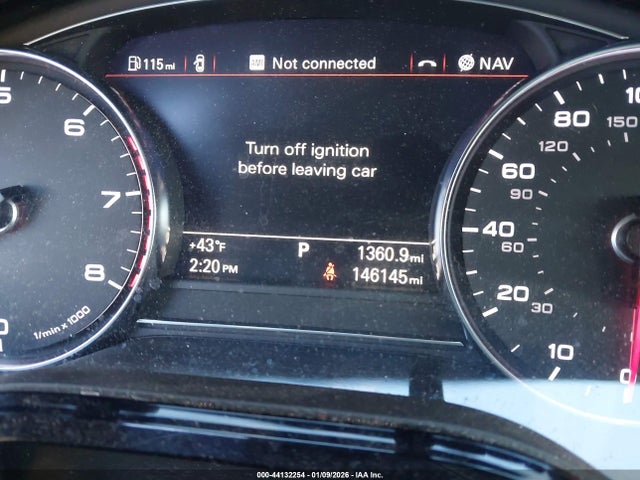 115 mi Not connected NAV
Turn off ignition
before leaving car
+43°F P 1360.9 mi
2:20 PM 146145 mi
5
6
7
8
0
1/min x 1000
80
60
40
20
10
0
150
120
90
60
30
000-44132254 - 01/09/2026 - IAA Inc.